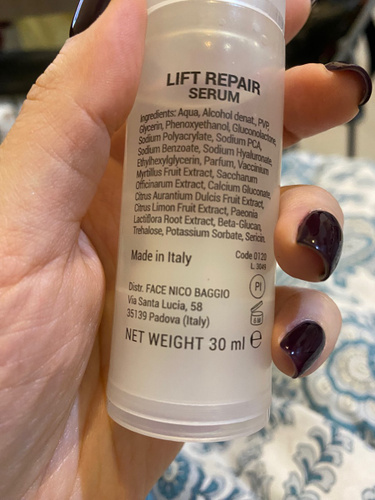 LIFT REPAIR
SERUM
Ingredients: Aqua, Alcohol denat, PVP,
Glycerin, Phenoxyethanol, Gluconolactone,
Sodium Polyacrylate, Sodium PCA,
Sodium Benzoate, Sodium Hyaluronate,
Ethylhexylglycerin, Parfum, Vaccinium
Myrtillus Fruit Extract, Saccharum
Officinarum Extract, Calcium Gluconate,
Citrus Aurantium Dulcis Fruit Extract,
Citrus Limon Fruit Extract, Paeonia
Lactiflora Root Extract, Beta-Glucan,
Trehalose, Potassium Sorbate, Sericin.
Made in Italy Code 0120
L. 3049
PI
Distr. FACE NICO BAGGIO
Via Santa Lucia, 58
35139 Padova (Italy)
NET WEIGHT 30 ml e